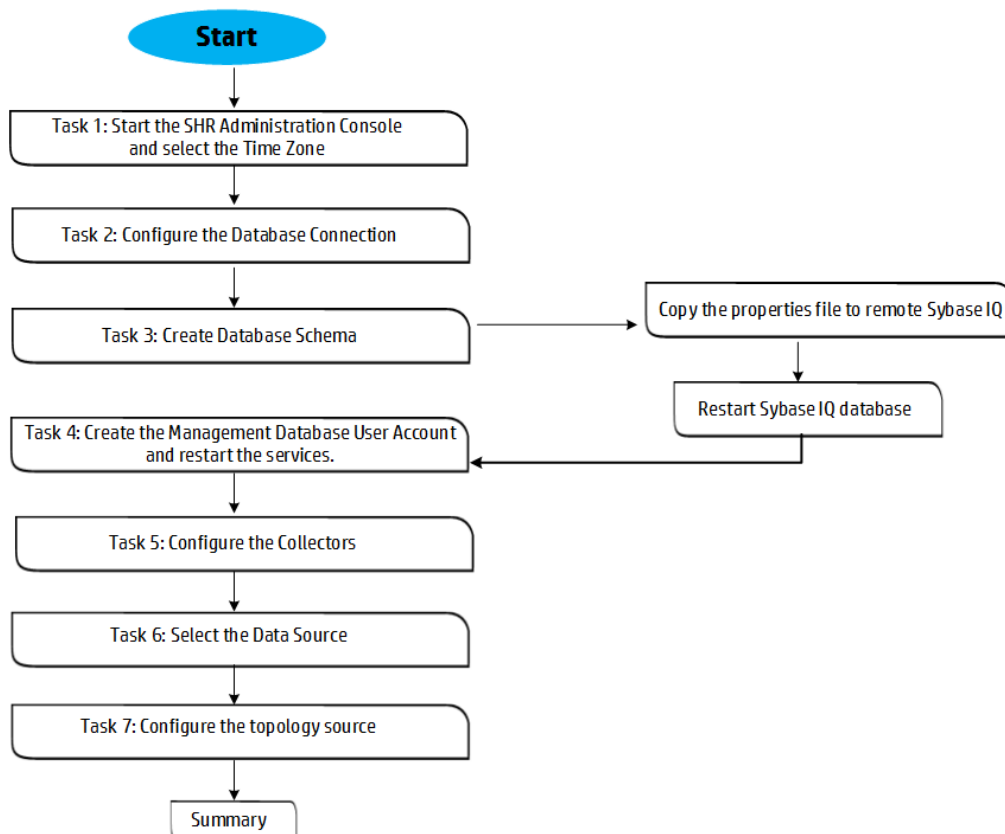 Start
Task 1: Start the SHR Administration Console
and select the Time Zone
Task 2: Configure the Database Connection
Task 3: Create Database Schema
Copy the properties file to remote Sybase IQ
Restart Sybase IQ database
Task 4: Create the Management Database User Account
and restart the services.
Task 5: Configure the Collectors
Task 6: Select the Data Source
Task 7: Configure the topology source
Summary